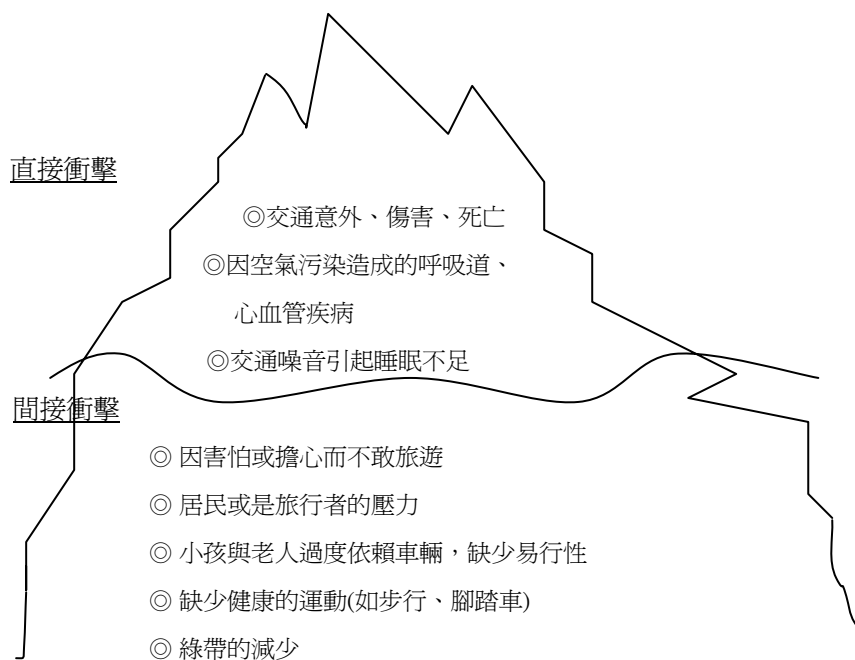 直接衝擊
◎交通意外、傷害、死亡
◎因空氣污染造成的呼吸道、
心血管疾病
◎交通噪音引起睡眠不足
間接衝擊
◎ 因害怕或擔心而不敢旅遊
◎ 居民或是旅行者的壓力
◎ 小孩與老人過度依賴車輛，缺少易行性
◎ 缺少健康的運動(如步行、腳踏車)
◎ 綠帶的減少